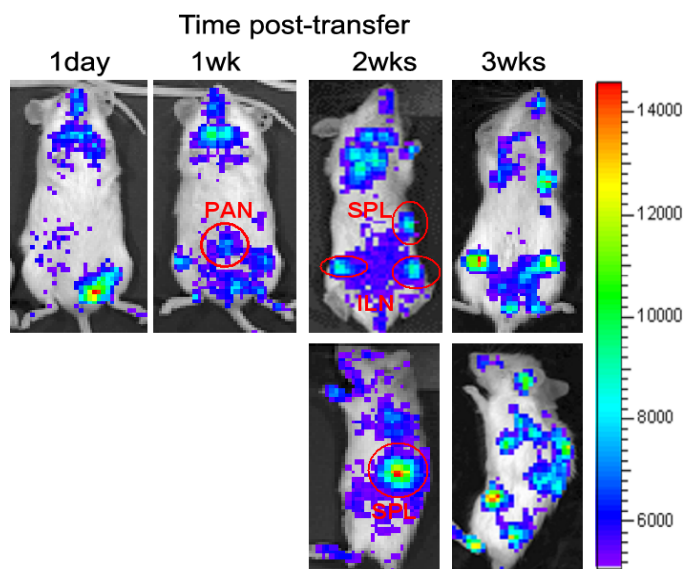 Time post-transfer
1day 1wk 2wks 3wks
PAN
SPL
ILN
SPL
14000
12000
10000
8000
6000